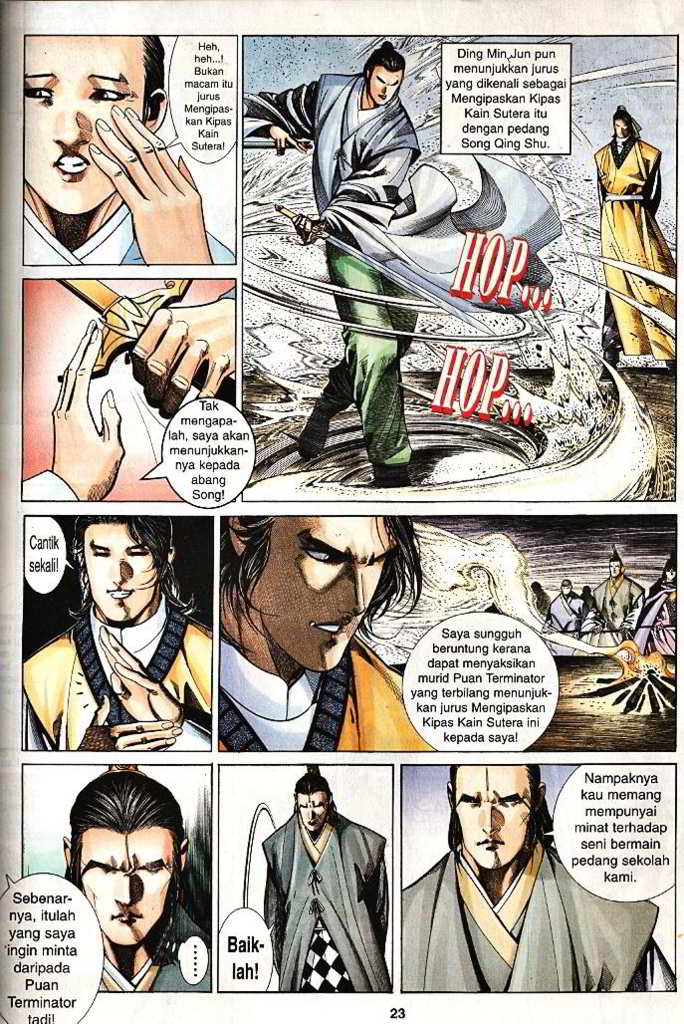 Heh,
heh...!
Bukan
macam itu
jurus
Mengipas-
kan Kipas
Kain
Sutera!
Ding Min Jun pun
menunjukkan jurus
yang dikenali sebagai
Mengipaskan Kipas
Kain Sutera itu
dengan pedang
Song Qing Shu.
HOP...
HOP...
Tak
mengapa-
lah, saya akan
menunjukkan-
nya kepada
abang
Song!
Cantik
sekali!
Saya sungguh
beruntung kerana
dapat menyaksikan
murid Puan Terminator
yang terbilang menunjuk-
kan jurus Mengipaskan
Kipas Kain Sutera ini
kepada saya!
Sebenar-
nya, itulah
yang saya
ingin minta
daripada
Puan
Terminator
tadi!
....
Baik-
lah!
Nampaknya
kau memang
mempunyai
minat terhadap
seni bermain
pedang sekolah
kami.
23